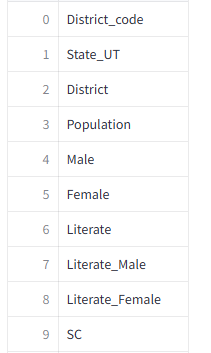 0 District_code
1 State_UT
2 District
3 Population
4 Male
5 Female
6 Literate
7 Literate_Male
8 Literate_Female
9 SC